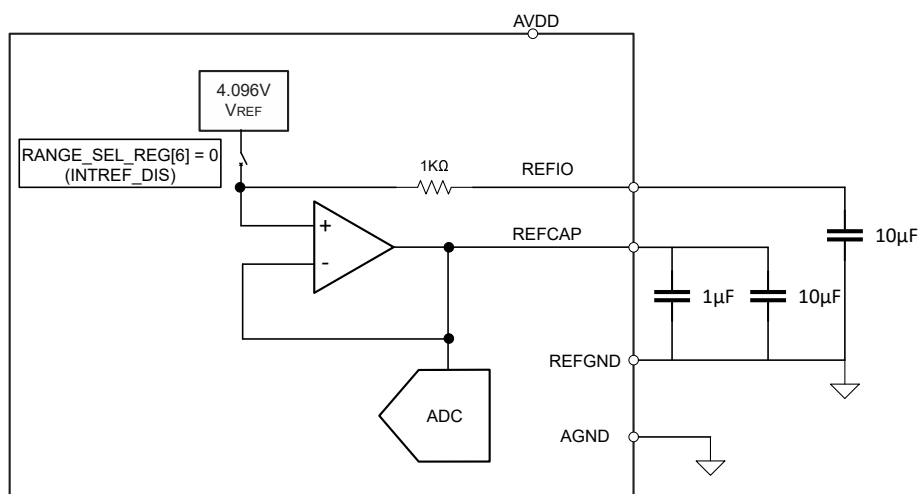 AVDD
4.096V
VREF
RANGE_SEL_REG[6] = 0
(INTREF_DIS)
1KΩ
REFIO
+
-
REFCAP
10µF
1µF
10µF
REFGND
ADC
AGND